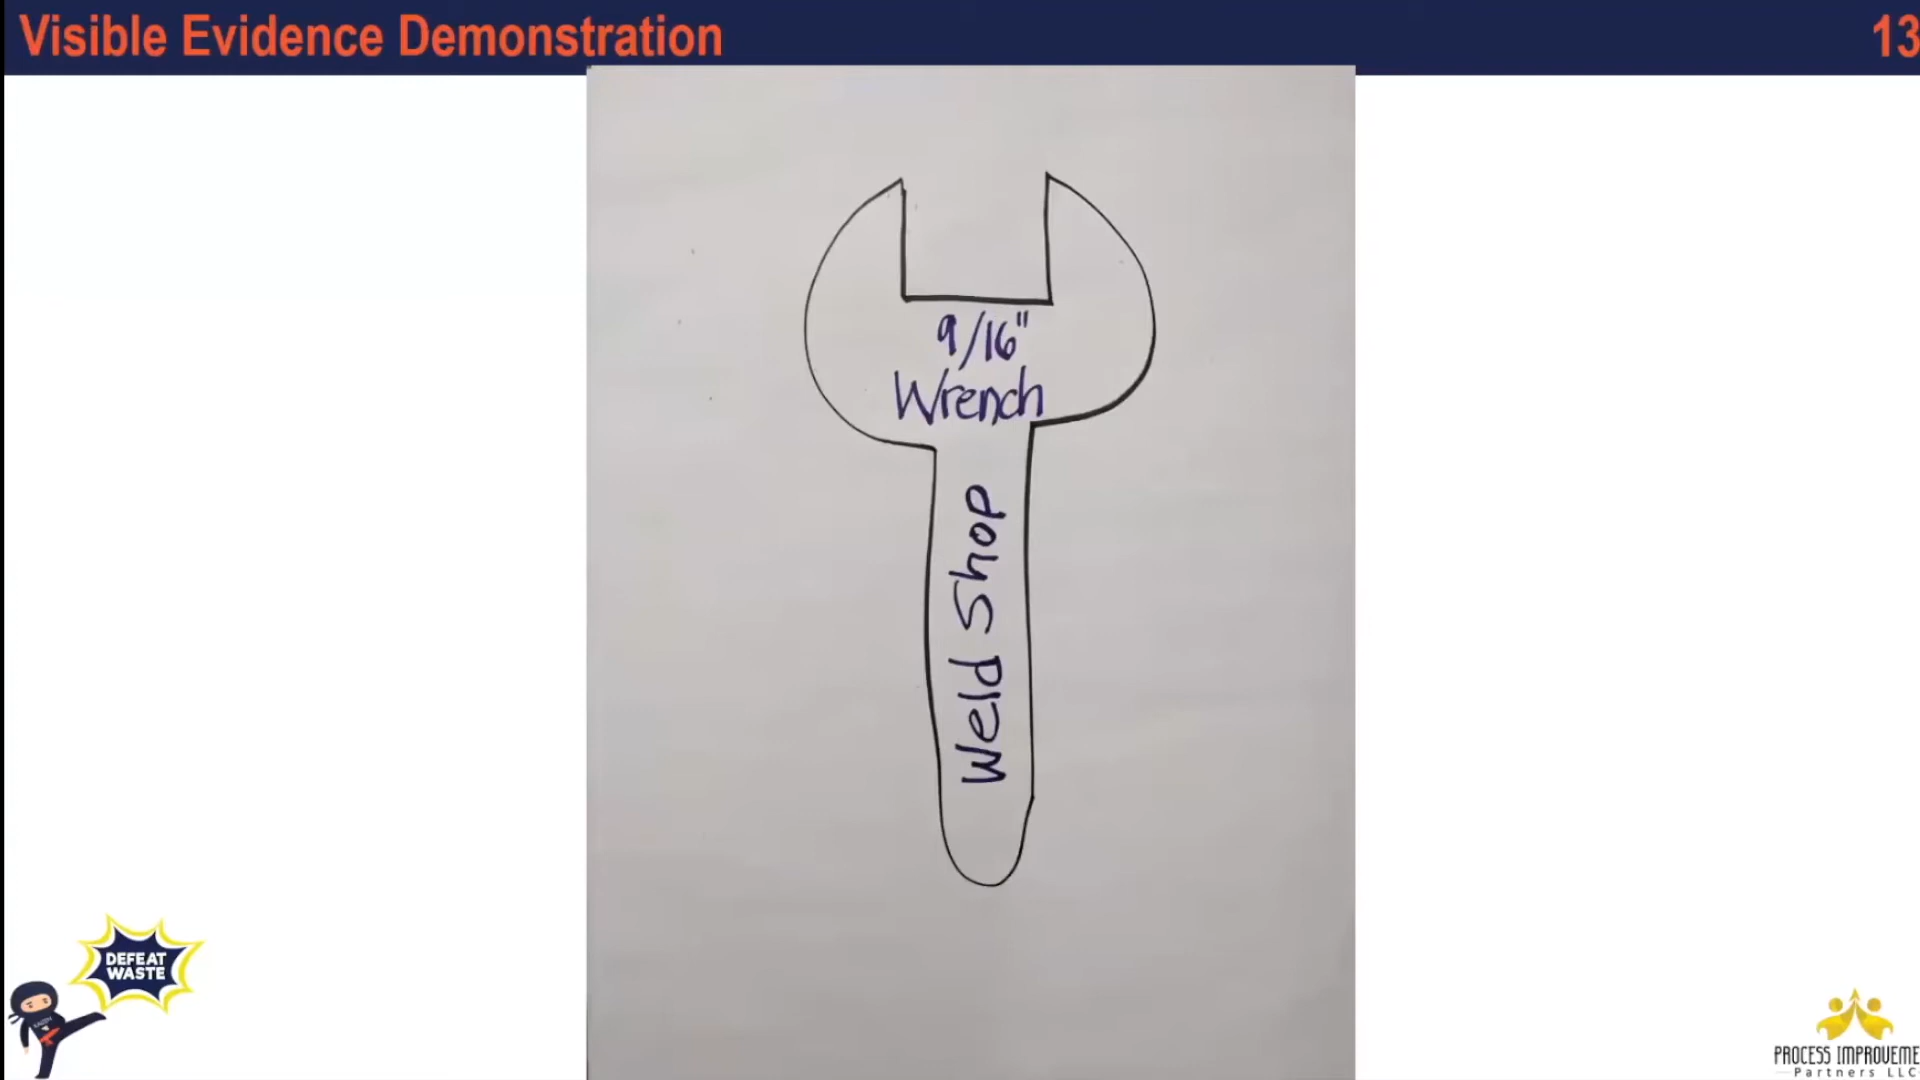 Visible Evidence Demonstration
13
9/16"
Wrench
Weld Shop
DEFEAT
WASTE
PROCESS IMPROVEME
Partners LLC